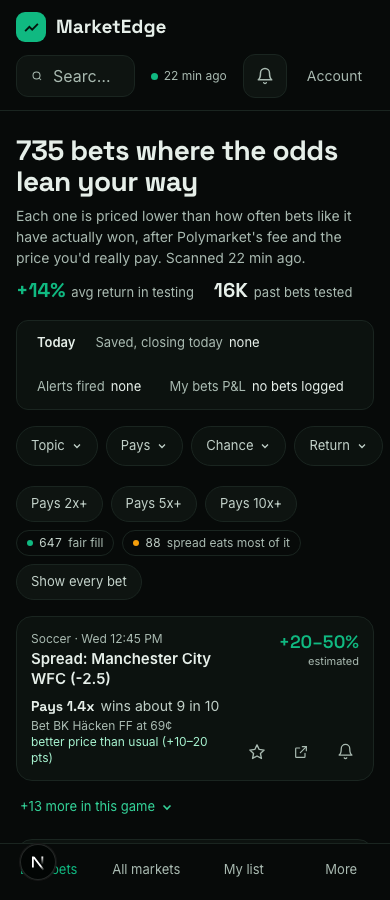 MarketEdge
Searc...
22 min ago
Account
735 bets where the odds
lean your way
Each one is priced lower than how often bets like it
have actually won, after Polymarket's fee and the
price you'd really pay. Scanned 22 min ago.
+14% avg return in testing 16K past bets tested
Today Saved, closing today none
Alerts fired none My bets P&L no bets logged
Topic Pays Chance Return
Pays 2x+ Pays 5x+ Pays 10x+
647 fair fill 88 spread eats most of it
Show every bet
Soccer · Wed 12:45 PM
+20–50%
estimated
Spread: Manchester City
WFC (-2.5)
Pays 1.4x wins about 9 in 10
Bet BK Häcken FF at 69¢
better price than usual (+10–20
pts)
+13 more in this game
N
bets All markets My list More